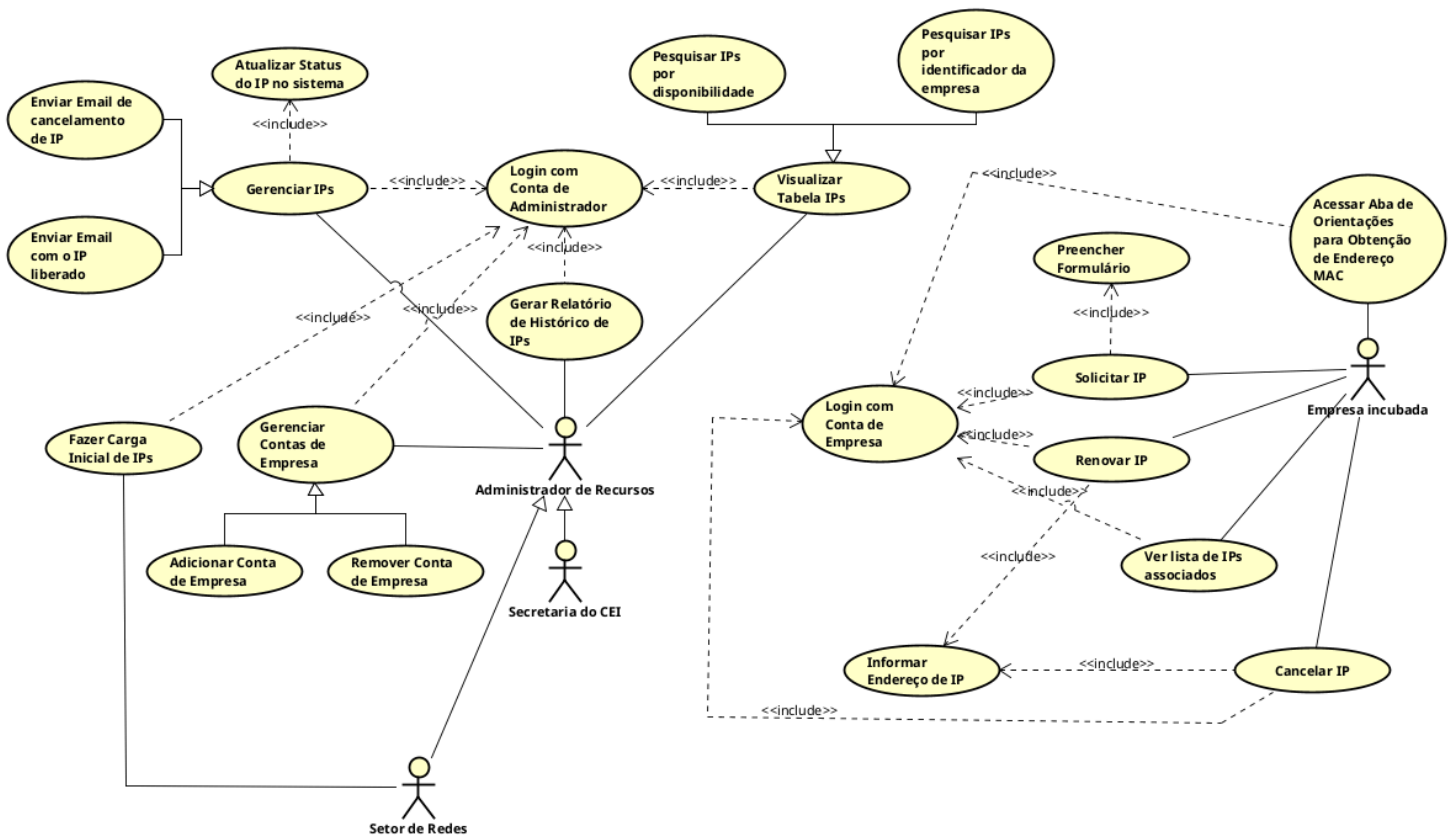 Pesquisar IPs
por
identificador da
empresa
Pesquisar IPs
por
disponibilidade
Atualizar Status
do IP no sistema
Enviar Email de
cancelamento
de IP
<<include>>
Gerenciar IPs
<<include>>
Login com
Conta de
Administrador
<<include>>
Visualizar
Tabela IPs
<<include>>
Acessar Aba de
Orientações
para Obtenção
de Endereço
MAC
Enviar Email
com o IP
liberado
<<include>>
Preencher
Formulário
<<include>>
<<include>>
Gerar Relatório
de Histórico de
IPs
<<include>>
Solicitar IP
Empresa incubada
<<include>>
Login com
Conta de
Empresa
<<include>>
Renovar IP
Fazer Carga
Inicial de IPs
Gerenciar
Contas de
Empresa
Administrador de Recursos
<<include>>
<<include>>
Ver lista de IPs
associados
Adicionar Conta
de Empresa
Remover Conta
de Empresa
Secretaria do CEI
Informar
Endereço de IP
<<include>>
Cancelar IP
<<include>>
Setor de Redes